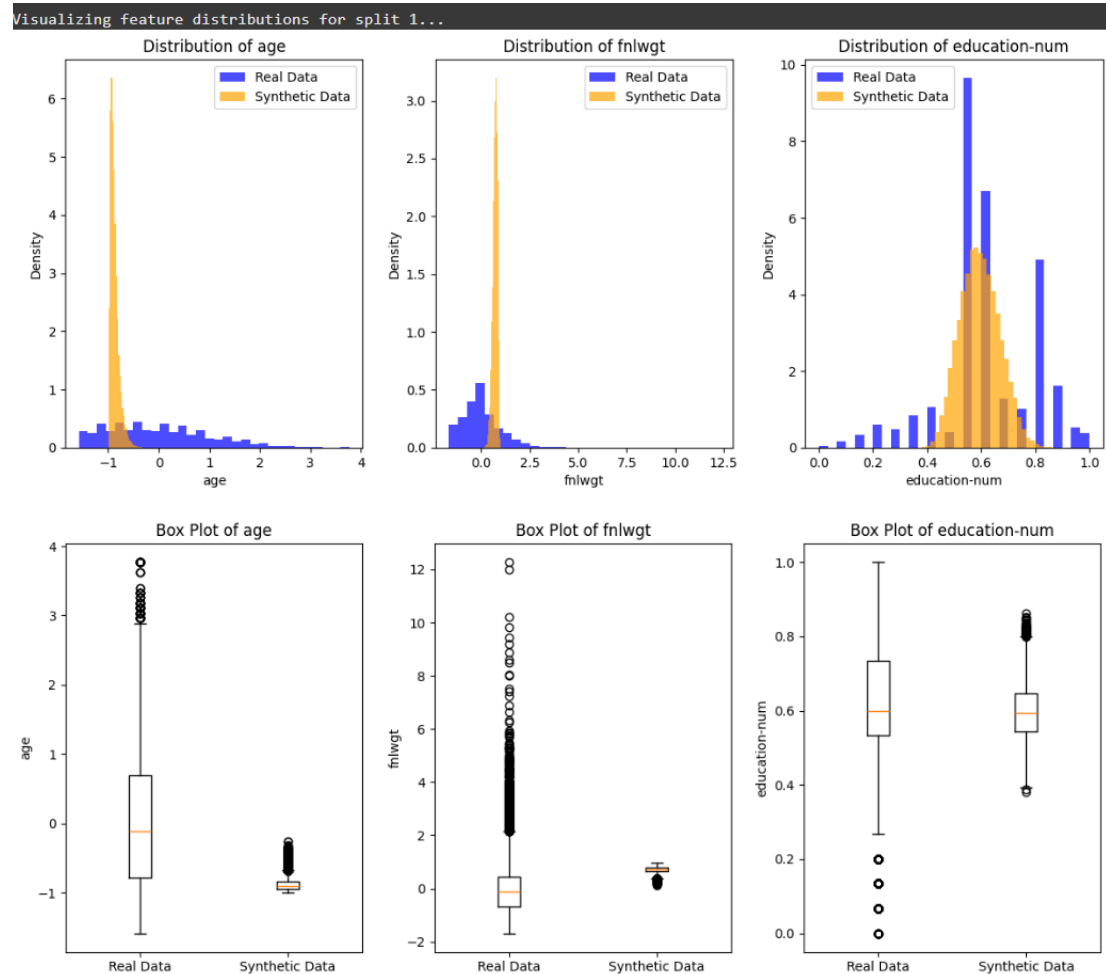 Visualizing feature distributions for split 1...
Distribution of age
Distribution of fnlwgt
Distribution of education-num
Real Data
Synthetic Data
Real Data
Synthetic Data
Real Data
Synthetic Data
Density
6
5
4
3
2
1
0
−1
0
1
2
3
4
age
Density
3.0
2.5
2.0
1.5
1.0
0.5
0.0
0.0
2.5
5.0
7.5
10.0
12.5
fnlwgt
Density
10
8
6
4
2
0
0.0
0.2
0.4
0.6
0.8
1.0
education-num
Box Plot of age
Box Plot of fnlwgt
Box Plot of education-num
age
4
3
2
1
0
−1
Real Data
Synthetic Data
fnlwgt
12
10
8
6
4
2
0
−2
Real Data
Synthetic Data
education-num
1.0
0.8
0.6
0.4
0.2
0.0
Real Data
Synthetic Data